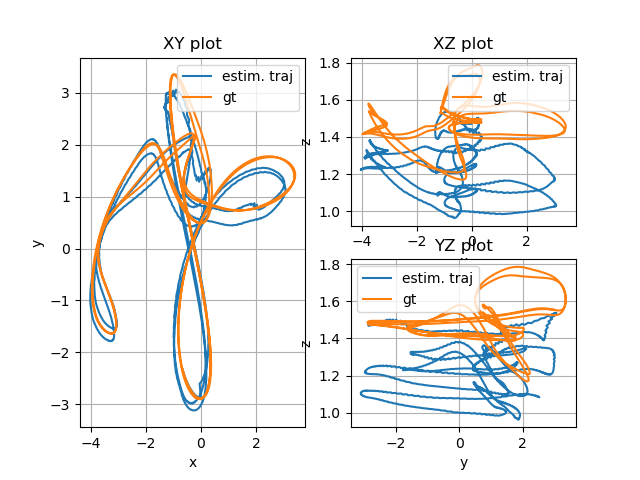 XY plot
estim. traj
gt
3
2
1
0
−1
−2
−3
y
−4
−2
0
2
x
XZ plot
estim. traj
gt
1.8
1.6
1.4
1.2
1.0
z
−4
−2
0
2
YZ plot
estim. traj
gt
1.8
1.6
1.4
1.2
1.0
z
−2
0
2
y